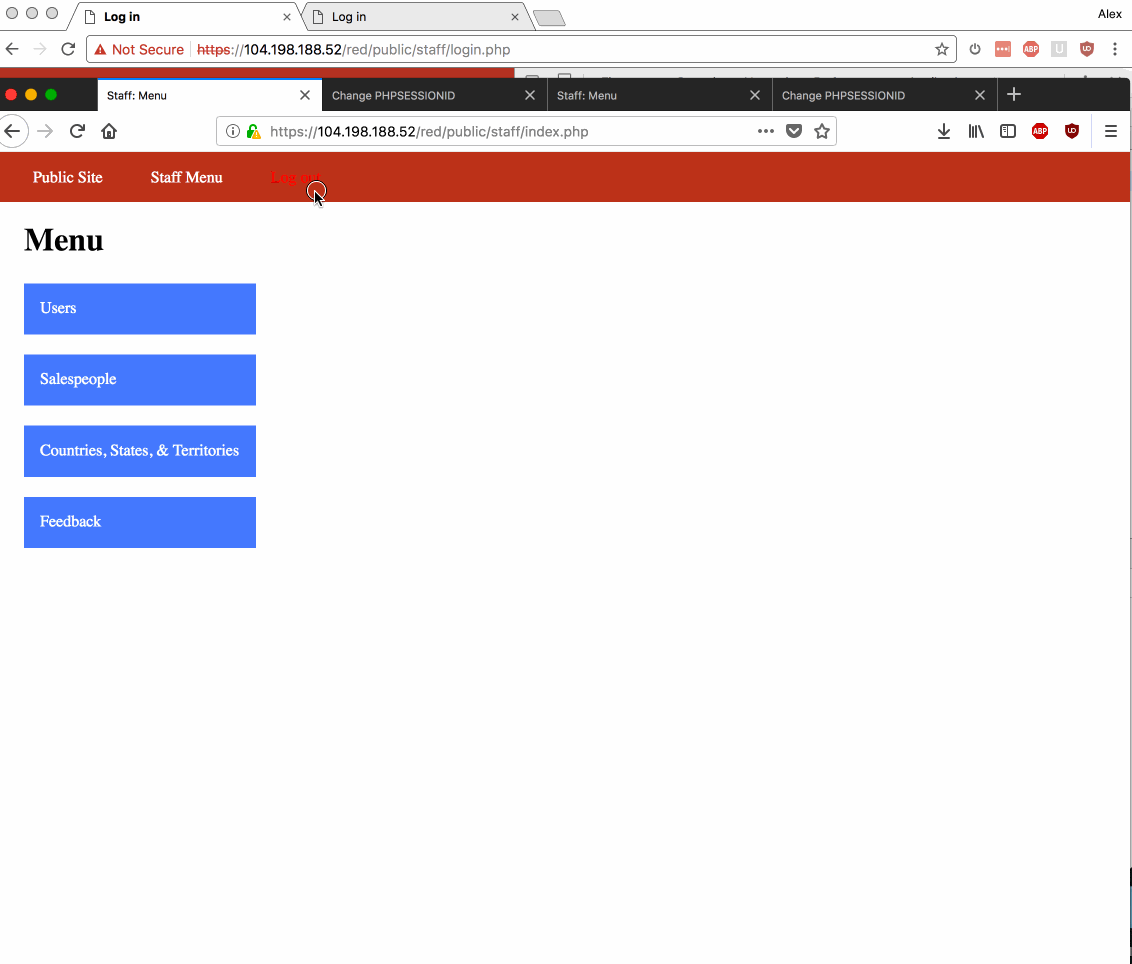 Log in
Log in
Alex
Not Secure https://104.198.188.52/red/public/staff/login.php
ABP
U
Staff: Menu
Change PHPSESSIONID
Staff: Menu
Change PHPSESSIONID
https://104.198.188.52/red/public/staff/index.php
ABP
Public Site
Staff Menu
Log out
Menu
Users
Salespeople
Countries, States, & Territories
Feedback